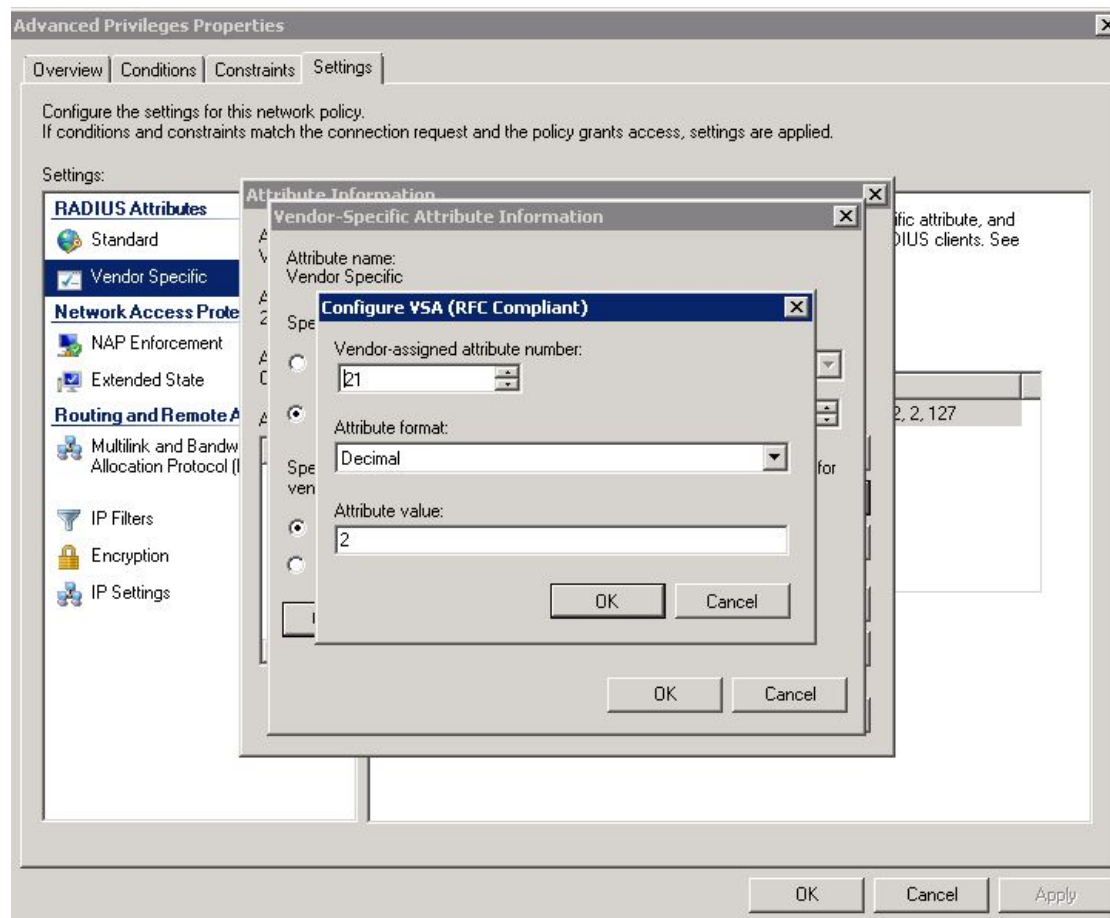 Advanced Privileges Properties
Overview
Conditions
Constraints
Settings
Configure the settings for this network policy.
If conditions and constraints match the connection request and the policy grants access, settings are applied.
Settings:
RADIUS Attributes
Standard
Vendor Specific
Network Access Prote
NAP Enforcement
Extended State
Routing and Remote A
Multilink and Bandw
Allocation Protocol (
IP Filters
Encryption
IP Settings
Attribute Information
ific attribute, and
DIUS clients. See
2, 2, 127
Vendor-Specific Attribute Information
Attribute name:
Vendor Specific
Spe
Spe
ven
for
Configure VSA (RFC Compliant)
Vendor-assigned attribute number:
21
Attribute format:
Decimal
Attribute value:
2
OK
Cancel
OK
Cancel
OK
Cancel
Apply